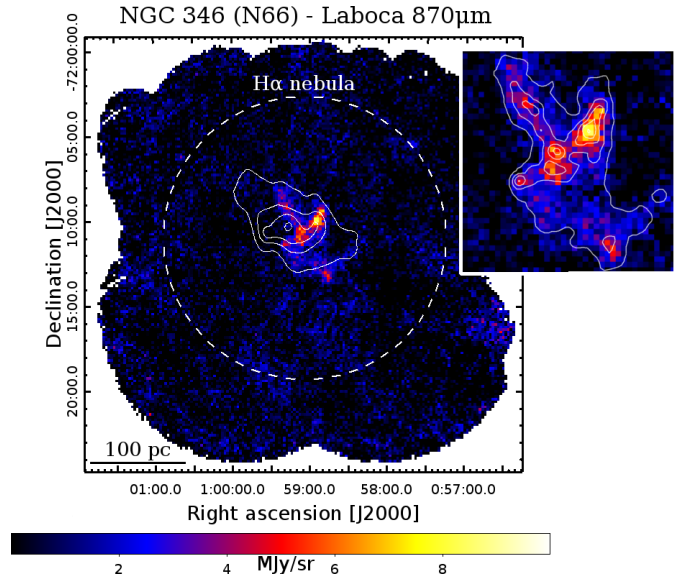 NGC 346 (N66) - Laboca 870μm
Hα nebula
-72:00:00.0
05:00.0
10:00.0
15:00.0
20:00.0
Declination [J2000]
100 pc
01:00.0
1:00:00.0
59:00.0
58:00.0
0:57:00.0
Right ascension [J2000]
2
4
6
8
MJy/sr